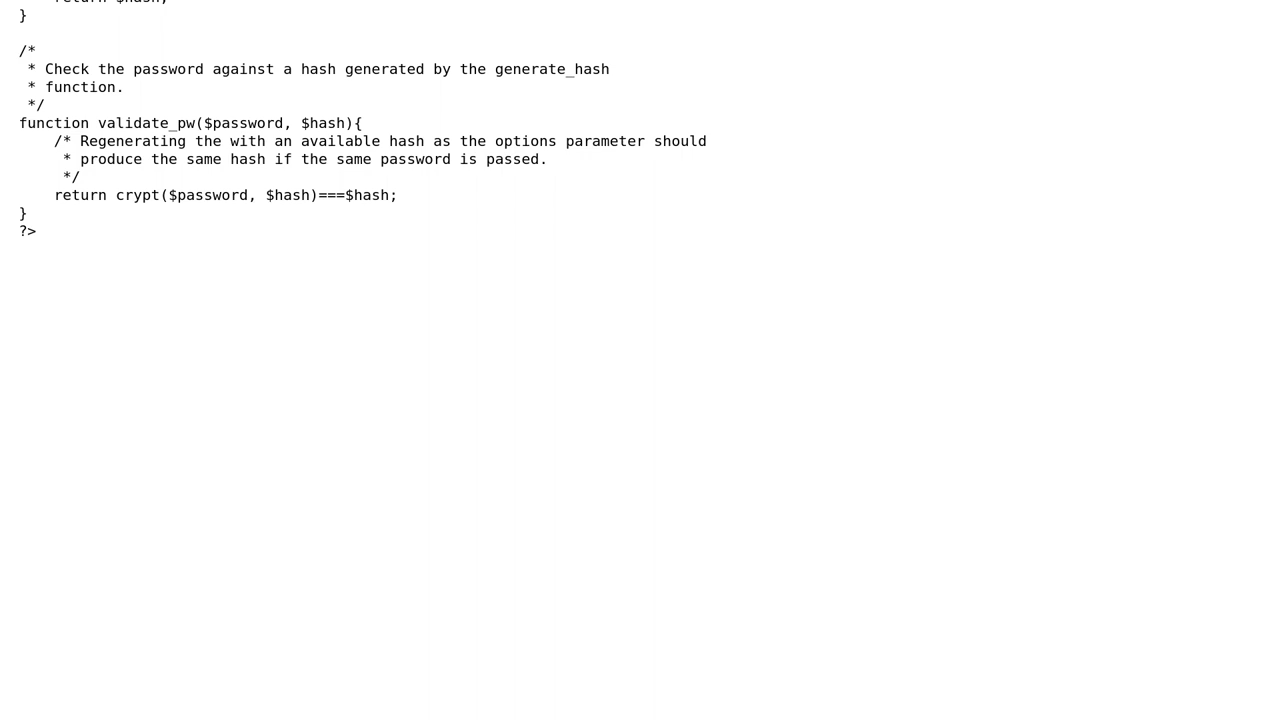 return $hash;
}

/*
 * Check the password against a hash generated by the generate_hash
 * function.
 */
function validate_pw($password, $hash){
    /* Regenerating the with an available hash as the options parameter should
     * produce the same hash if the same password is passed.
     */
    return crypt($password, $hash)===$hash;
}
?>